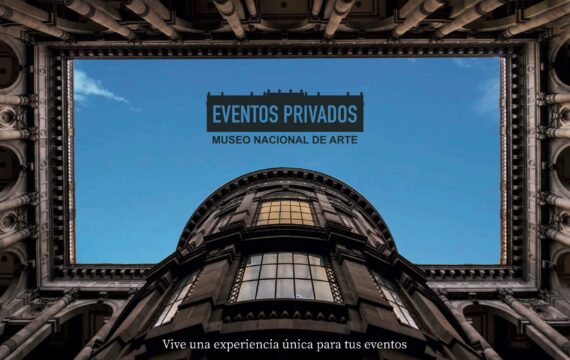 EVENTOS PRIVADOS
MUSEO NACIONAL DE ARTE
Vive una experiencia única para tus eventos